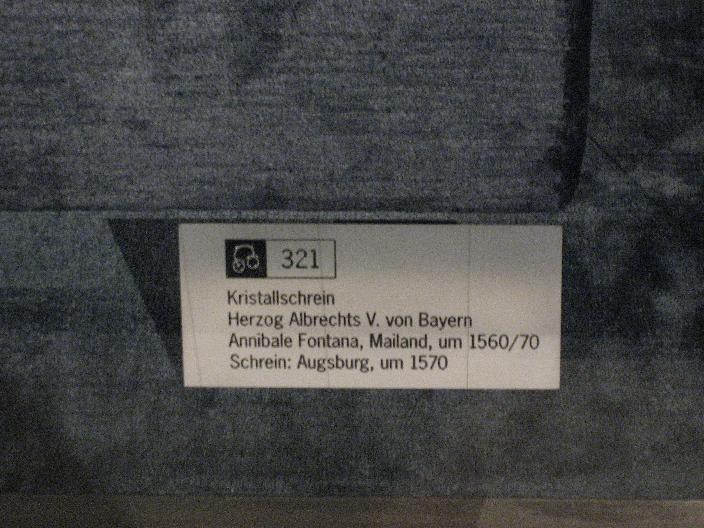 321
Kristallschrein
Herzog Albrechts V. von Bayern
Annibale Fontana, Mailand, um 1560/70
Schrein: Augsburg, um 1570